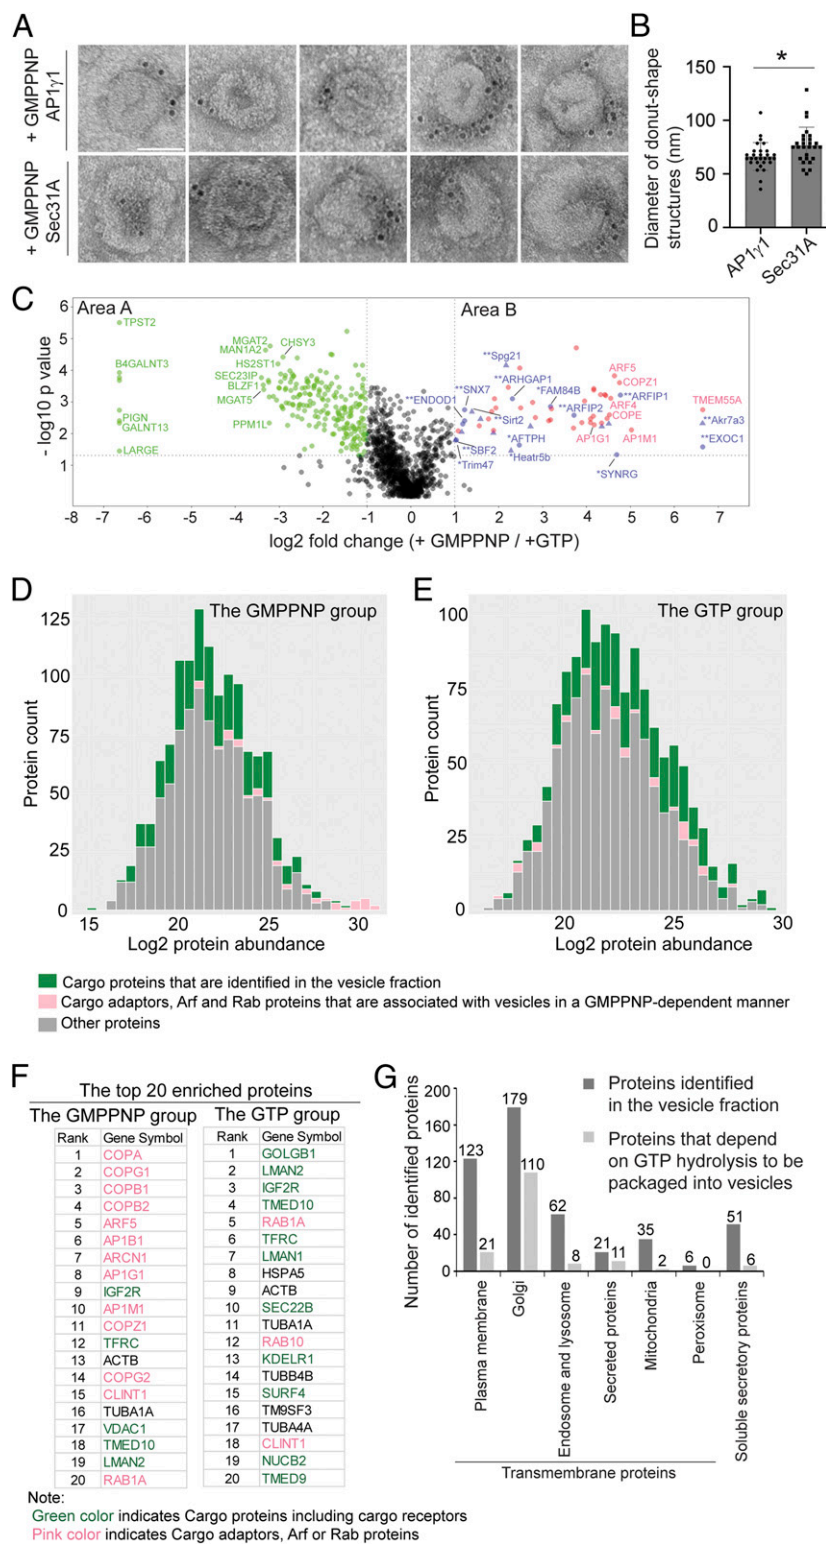 A
+ GMPPNP
AP1γ1
+ GMPPNP
Sec31A
B
*
Diameter of donut-shape
structures (nm)
150
100
50
0
AP1γ1
Sec31A
C
Area A
Area B
- log10 p value
6
5
4
3
2
1
TPST2
B4GALNT3
PIGN
GALNT13
LARGE
MGAT2
MAN1A2
CHSY3
HS2ST1
SEC23IP
BLZF1
MGAT5
PPM1L
**Spg21
**SNX7
**ARHGAP1
**ENDOD1
*FAM84B
Sirt2
**ARFIP2
*AFTPH
**SBF2
*Trim47
Heatr5b
ARF5
COPZ1
**ARFIP1
ARF4
COPE
AP1G1
AP1M1
*SYNRG
TMEM55A
**Akr7a3
**EXOC1
-8 -7 -6 -5 -4 -3 -2 -1 0 1 2 3 4 5 6 7
log2 fold change (+ GMPPNP / +GTP)
D
The GMPPNP group
Protein count
125
100
75
50
25
0
15 20 25 30
Log2 protein abundance
E
The GTP group
Protein count
100
75
50
25
0
20 25 30
Log2 protein abundance
Cargo proteins that are identified in the vesicle fraction
Cargo adaptors, Arf and Rab proteins that are associated with vesicles in a GMPPNP-dependent manner
Other proteins
F
The top 20 enriched proteins
The GMPPNP group
Rank Gene Symbol
1 COPA
2 COPG1
3 COPB1
4 COPB2
5 ARF5
6 AP1B1
7 ARCN1
8 AP1G1
9 IGF2R
10 AP1M1
11 COPZ1
12 TFRC
13 ACTB
14 COPG2
15 CLINT1
16 TUBA1A
17 VDAC1
18 TMED10
19 LMAN2
20 RAB1A
The GTP group
Rank Gene Symbol
1 GOLGB1
2 LMAN2
3 IGF2R
4 TMED10
5 RAB1A
6 TFRC
7 LMAN1
8 HSPA5
9 ACTB
10 SEC22B
11 TUBA1A
12 RAB10
13 KDELR1
14 TUBB4B
15 SURF4
16 TM9SF3
17 TUBA4A
18 CLINT1
19 NUCB2
20 TMED9
Note:
Green color indicates Cargo proteins including cargo receptors
Pink color indicates Cargo adaptors, Arf or Rab proteins
G
Number of identified proteins
200
160
120
80
40
0
123
21
179
110
62
8
21
11
35
2
6
0
51
6
Proteins identified
in the vesicle fraction
Proteins that depend
on GTP hydrolysis to be
packaged into vesicles
Plasma membrane
Golgi
Endosome and lysosome
Secreted proteins
Mitochondria
Peroxisome
Soluble secretory proteins
Transmembrane proteins